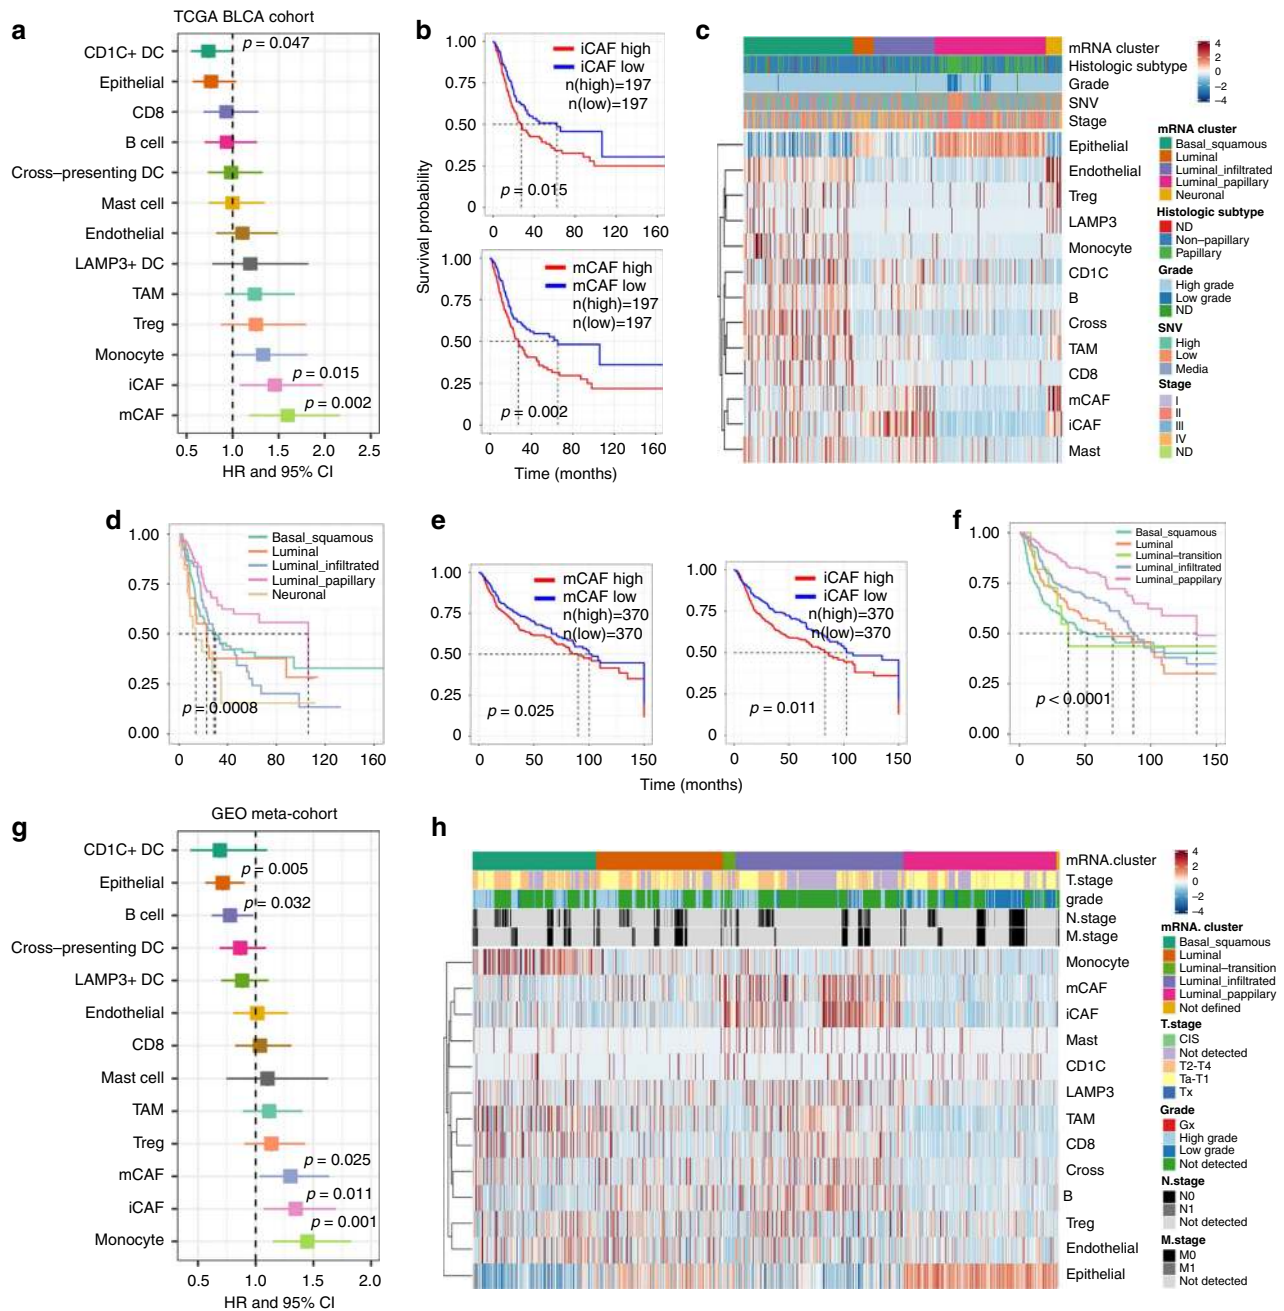 a
TCGA BLCA cohort
CD1C+ DC
Epithelial
CD8
B cell
Cross–presenting DC
Mast cell
Endothelial
LAMP3+ DC
TAM
Treg
Monocyte
iCAF
mCAF
p = 0.047
p = 0.015
p = 0.002
0.5 1.0 1.5 2.0 2.5
HR and 95% CI
b
Survival probability
1.00
0.75
0.50
0.25
0
iCAF high
iCAF low
n(high)=197
n(low)=197
p = 0.015
0 40 80 120 160
1.00
0.75
0.50
0.25
0
mCAF high
mCAF low
n(high)=197
n(low)=197
p = 0.002
0 40 80 120 160
Time (months)
c
mRNA cluster
Histologic subtype
Grade
SNV
Stage
Epithelial
Endothelial
Treg
LAMP3
Monocyte
CD1C
B
Cross
TAM
CD8
mCAF
iCAF
Mast
4
2
0
−2
−4
mRNA cluster
Basal_squamous
Luminal
Luminal_infiltrated
Luminal_papillary
Neuronal
Histologic subtype
ND
Non–papillary
Papillary
Grade
High grade
Low grade
ND
SNV
High
Low
Media
Stage
I
II
III
IV
ND
d
1.00
0.75
0.50
0.25
0.00
Basal_squamous
Luminal
Luminal_infiltrated
Luminal_papillary
Neuronal
p = 0.0008
0 40 80 120 160
e
1.00
0.75
0.50
0.25
0
mCAF high
mCAF low
n(high)=370
n(low)=370
p = 0.025
0 50 100 150
1.00
0.75
0.50
0.25
0
iCAF high
iCAF low
n(high)=370
n(low)=370
p = 0.011
0 50 100 150
Time (months)
f
1.00
0.75
0.50
0.25
0.00
Basal_squamous
Luminal
Luminal–transition
Luminal_infiltrated
Luminal_pappilary
p < 0.0001
0 50 100 150
g
GEO meta-cohort
CD1C+ DC
Epithelial
B cell
Cross–presenting DC
LAMP3+ DC
Endothelial
CD8
Mast cell
TAM
Treg
mCAF
iCAF
Monocyte
p = 0.005
p = 0.032
p = 0.025
p = 0.011
p = 0.001
0.5 1.0 1.5 2.0
HR and 95% CI
h
mRNA.cluster
T.stage
grade
N.stage
M.stage
Monocyte
mCAF
iCAF
Mast
CD1C
LAMP3
TAM
CD8
Cross
B
Treg
Endothelial
Epithelial
4
2
0
−2
−4
mRNA. cluster
Basal_squamous
Luminal
Luminal–transition
Luminal_infiltrated
Luminal_pappillary
Not defined
T.stage
CIS
Not detected
T2-T4
Ta-T1
Tx
Grade
Gx
High grade
Low grade
Not detected
N.stage
N0
N1
Not detected
M.stage
M0
M1
Not detected